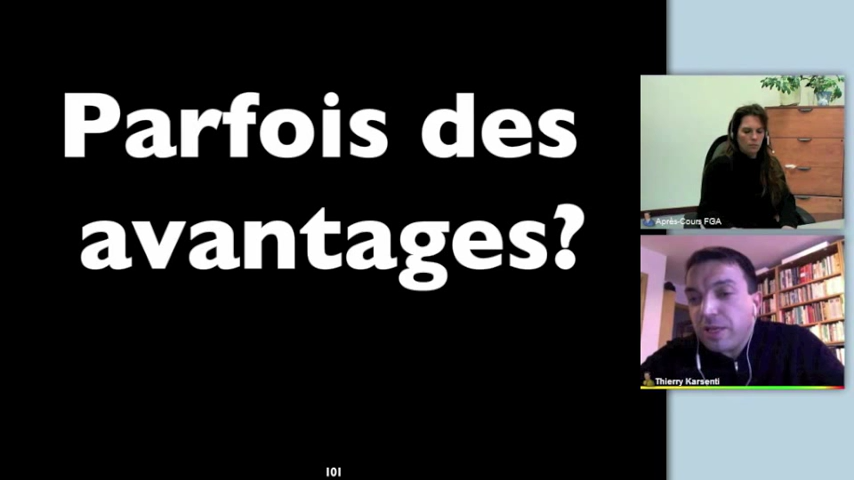 Parfois des
avantages?
101
Après-Cours FGA
Thierry Karsenti